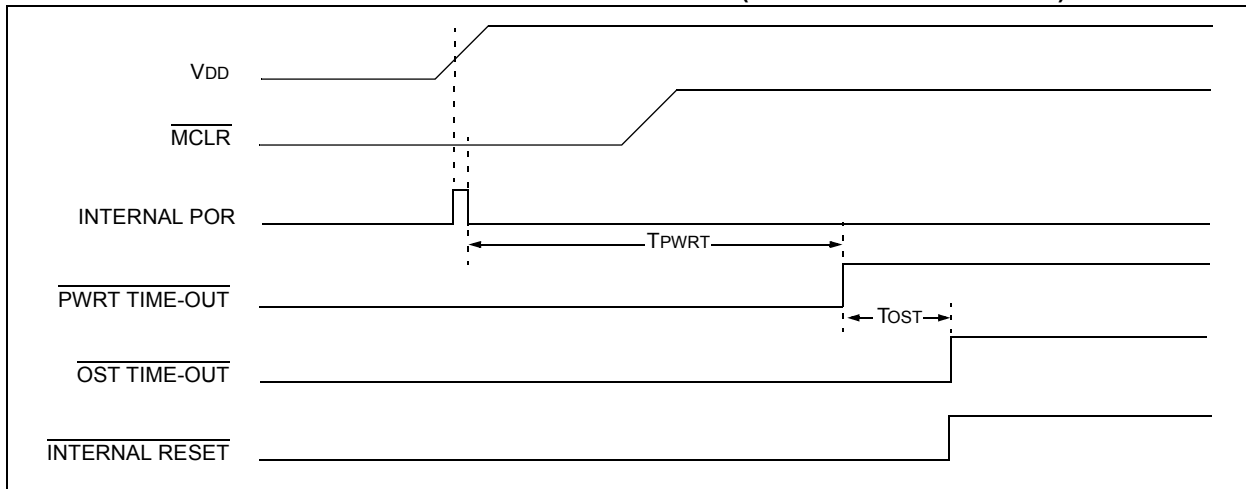 VDD
MCLR
INTERNAL POR
TPWRT
PWRT TIME-OUT
TOST
OST TIME-OUT
INTERNAL RESET